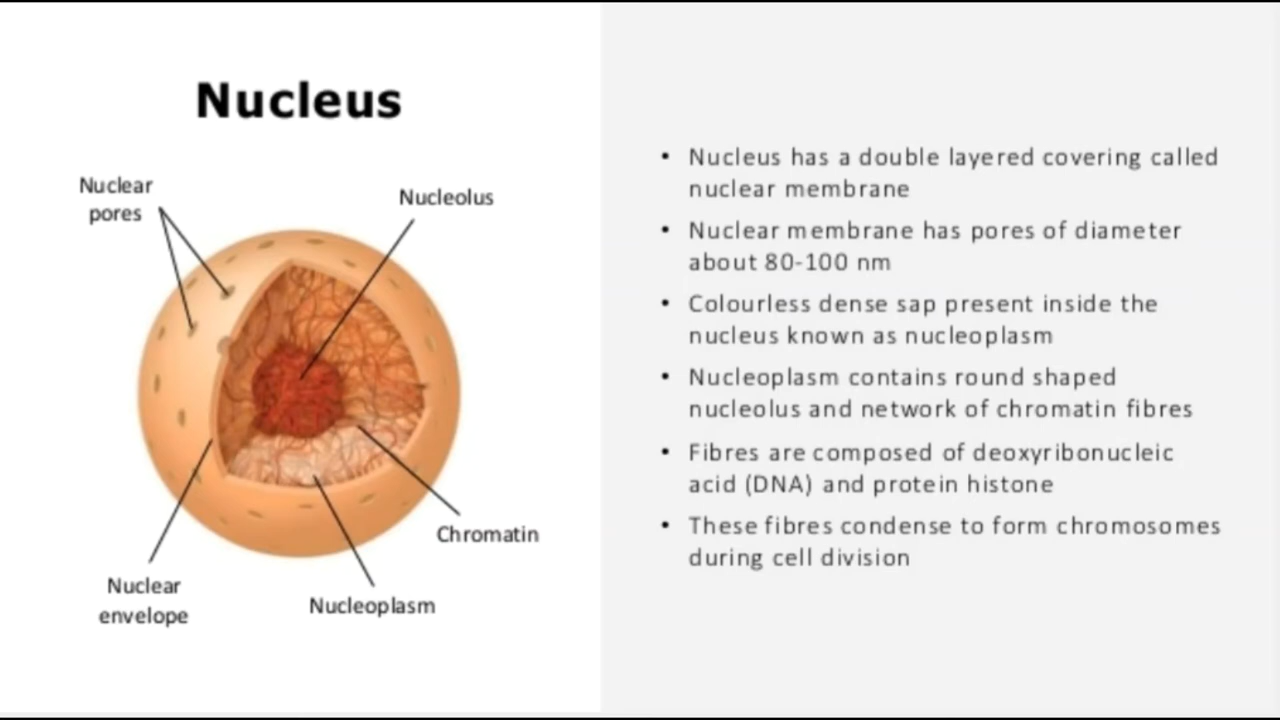 Nucleus
Nuclear
pores
Nucleolus
Chromatin
Nuclear
envelope
Nucleoplasm
• Nucleus has a double layered covering called
nuclear membrane
• Nuclear membrane has pores of diameter
about 80-100 nm
• Colourless dense sap present inside the
nucleus known as nucleoplasm
• Nucleoplasm contains round shaped
nucleolus and network of chromatin fibres
• Fibres are composed of deoxyribonucleic
acid (DNA) and protein histone
• These fibres condense to form chromosomes
during cell division